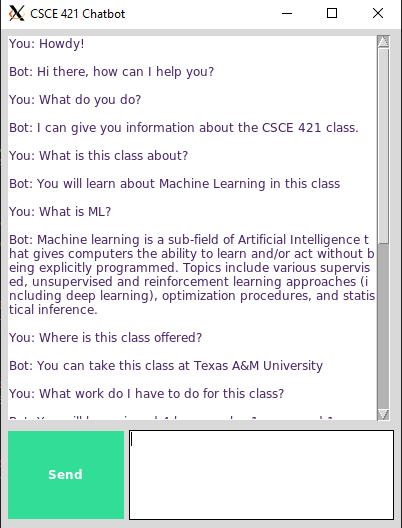 CSCE 421 Chatbot
You: Howdy!
Bot: Hi there, how can I help you?
You: What do you do?
Bot: I can give you information about the CSCE 421 class.
You: What is this class about?
Bot: You will learn about Machine Learning in this class
You: What is ML?
Bot: Machine learning is a sub-field of Artificial Intelligence t
hat gives computers the ability to learn and/or act without b
eing explicitly programmed. Topics include various supervis
ed, unsupervised and reinforcement learning approaches (i
ncluding deep learning), optimization procedures, and statis
tical inference.
You: Where is this class offered?
Bot: You can take this class at Texas A&M University
You: What work do I have to do for this class?
Send